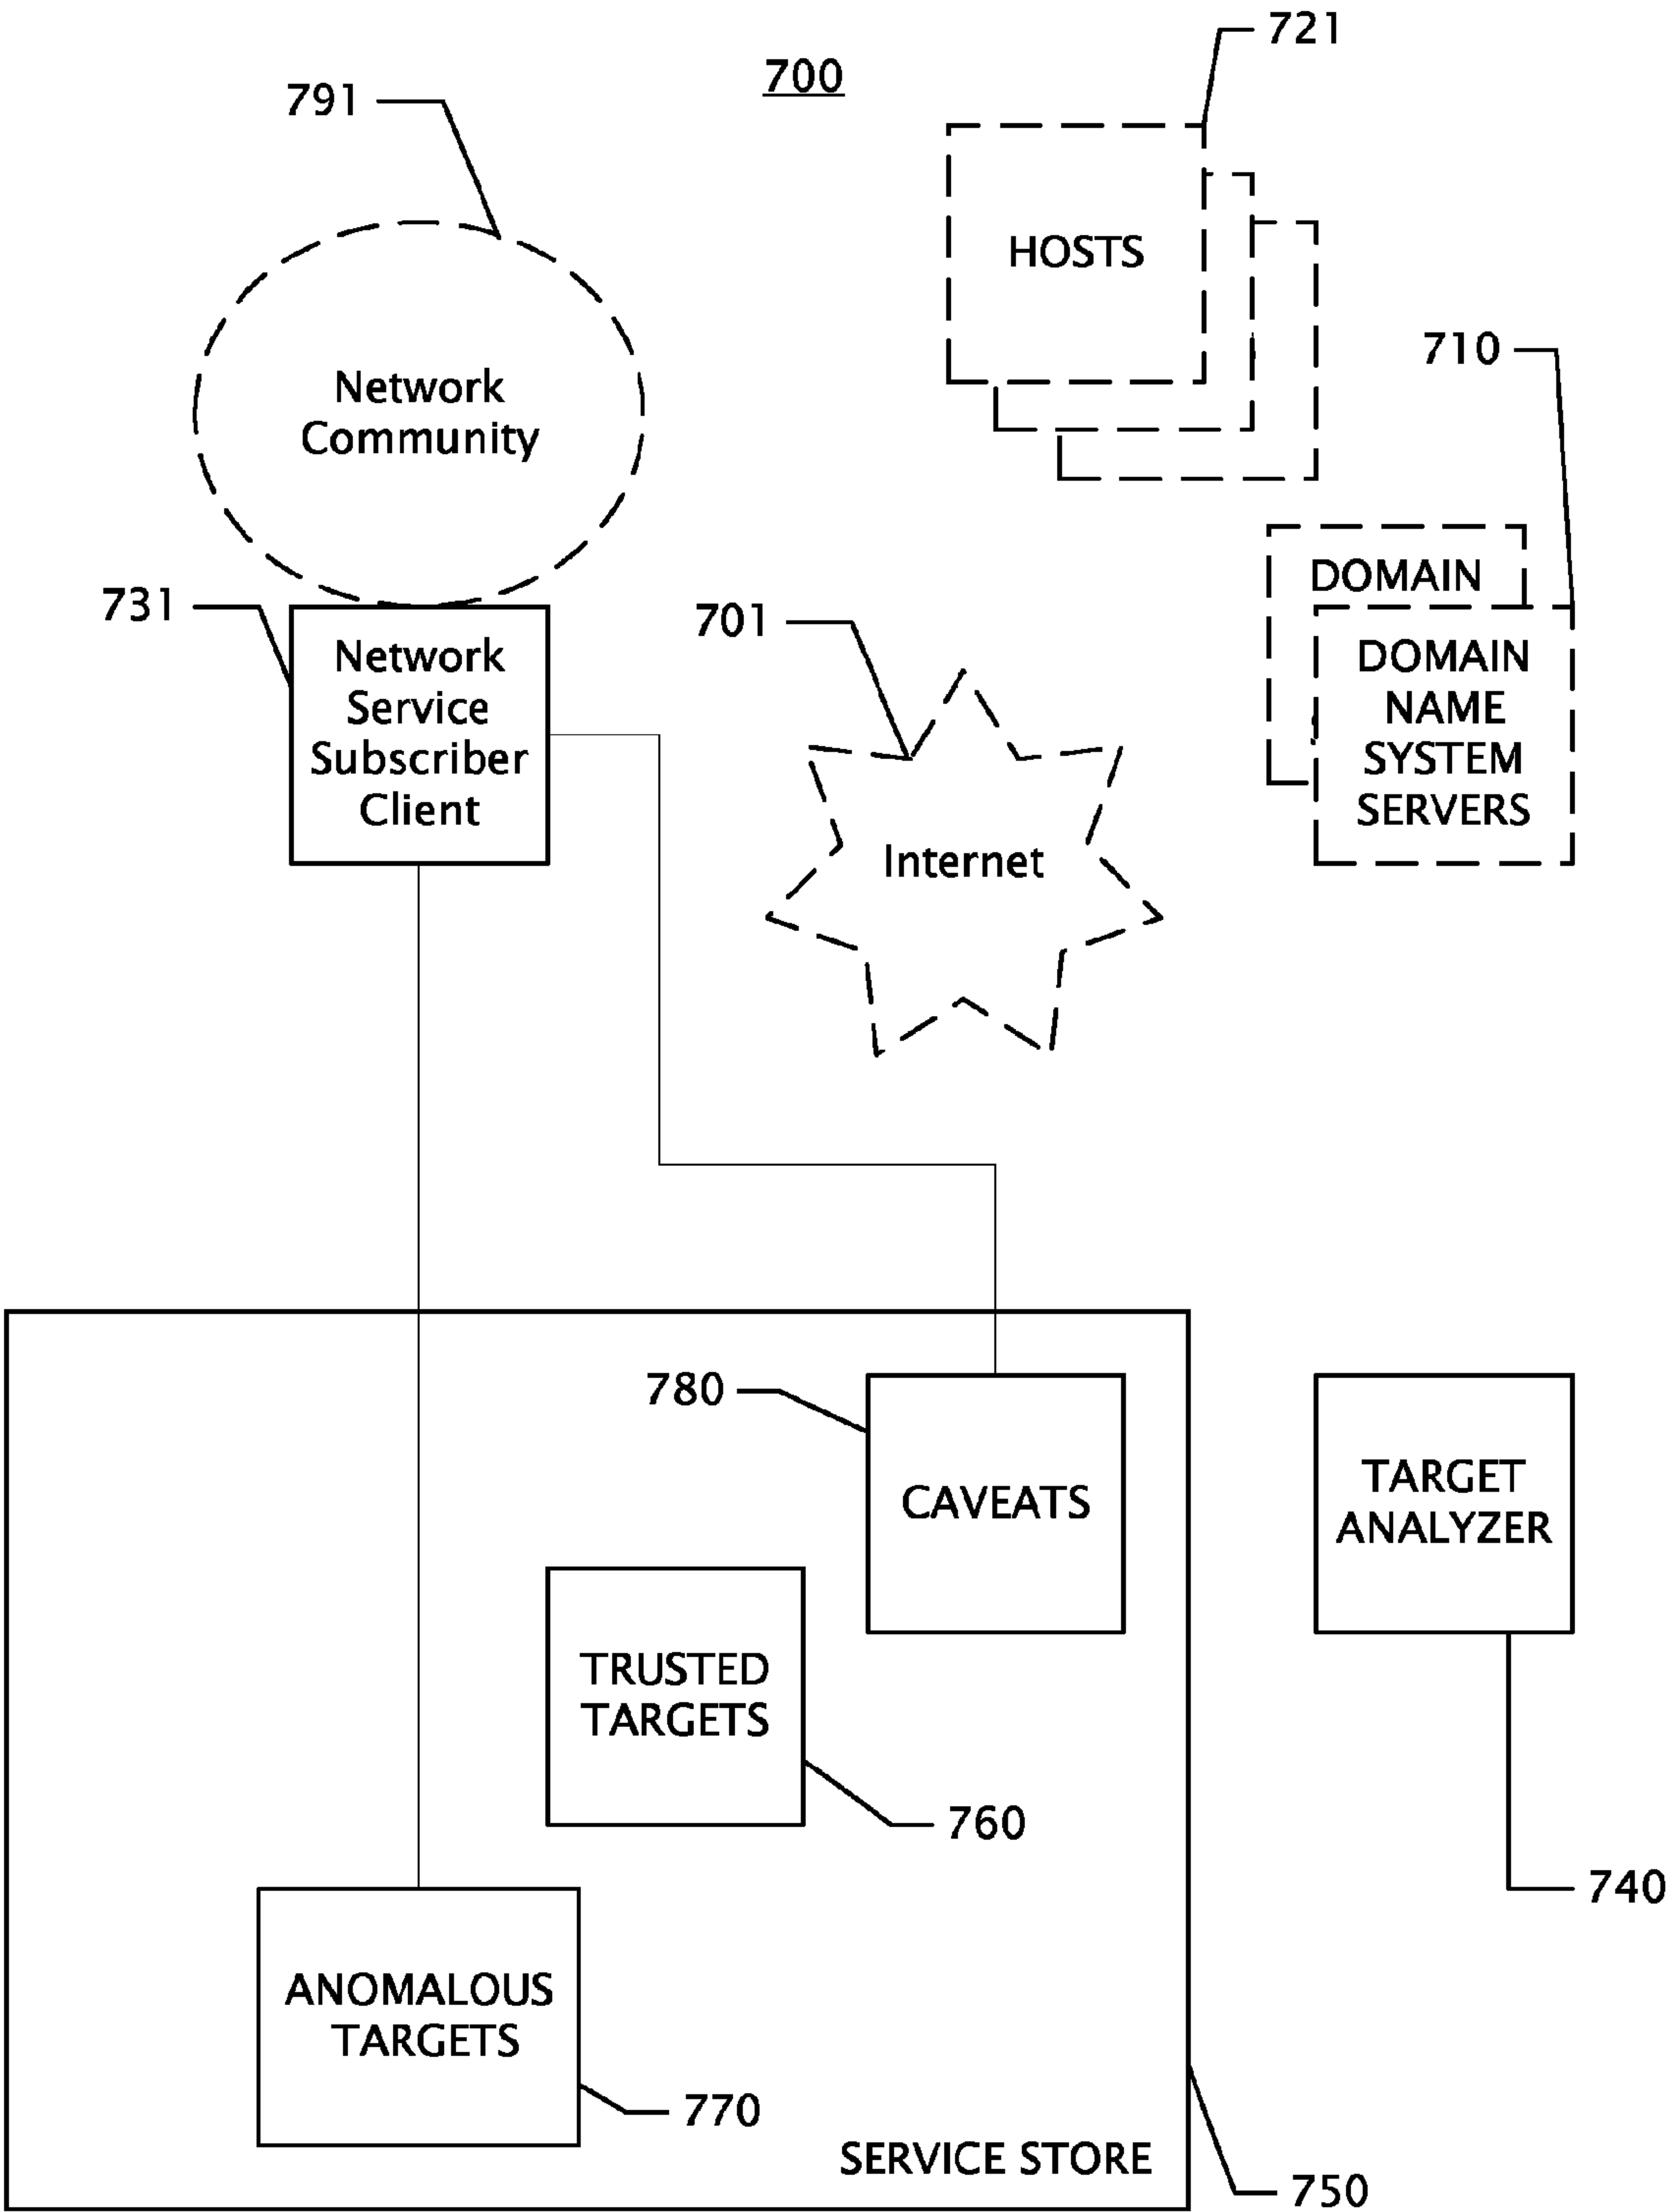 721
700
791
HOSTS
710
Network
Community
DOMAIN
731
701
Network
Service
Subscriber
Client
DOMAIN
NAME
SYSTEM
SERVERS
Internet
780
CAVEATS
TARGET
ANALYZER
TRUSTED
TARGETS
760
740
ANOMALOUS
TARGETS
770
SERVICE STORE
750